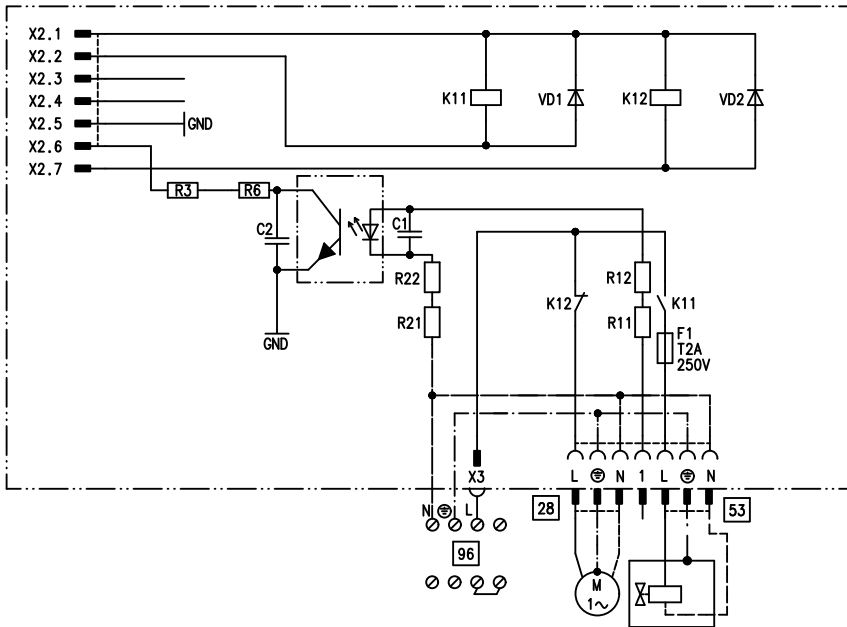 X2.1
X2.2
X2.3
X2.4
X2.5
GND
X2.6
X2.7
K11
VD1
K12
VD2
R3
R6
C2
C1
GND
R22
R21
R12
R11
K12
K11
F1
T2A
250V
X3
L N 1 L N
N L
28
53
96
M
1~